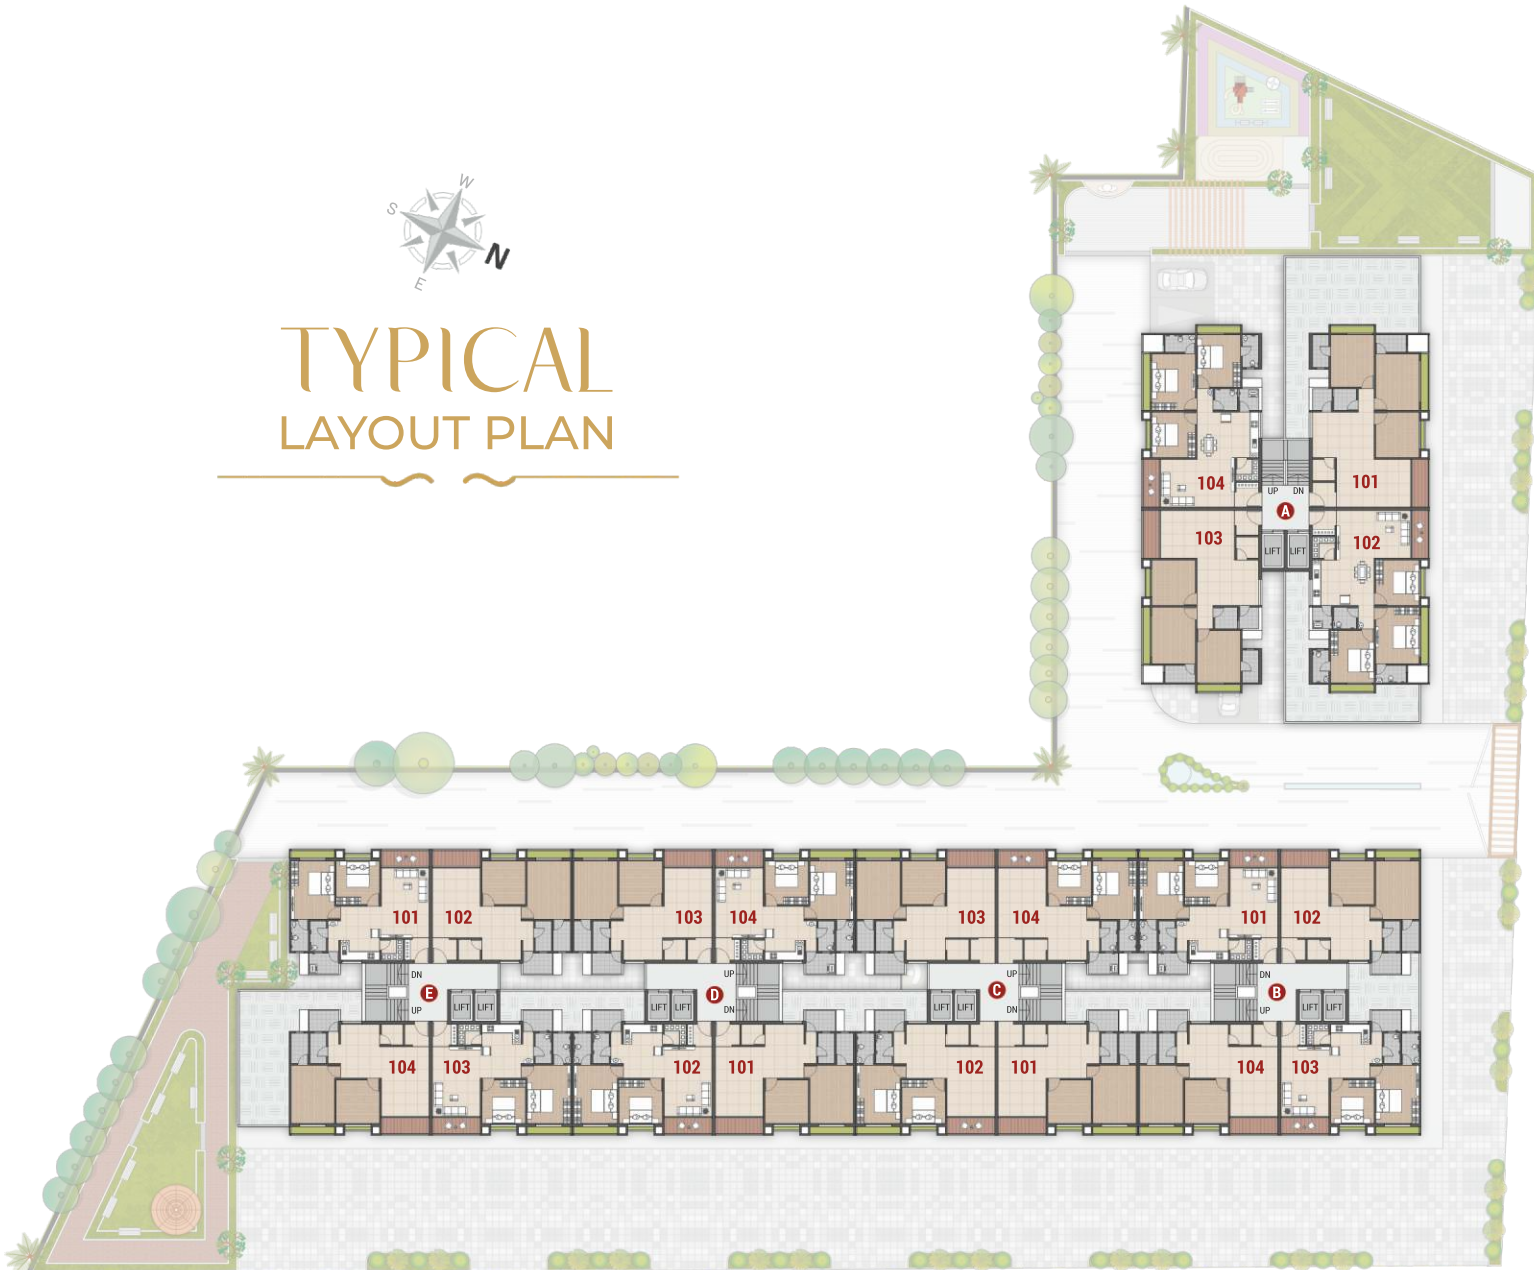 W
S
N
E
TYPICAL
LAYOUT PLAN
104
101
UP DN
A
103
102
LIFT LIFT
101 102
103 104
103 104
101 102
DN
UP
UP
DN
E
D
C
B
LIFT LIFT
LIFT LIFT
LIFT LIFT
LIFT LIFT
UP
DN
DN
UP
104 103
102 101
102 101
104 103